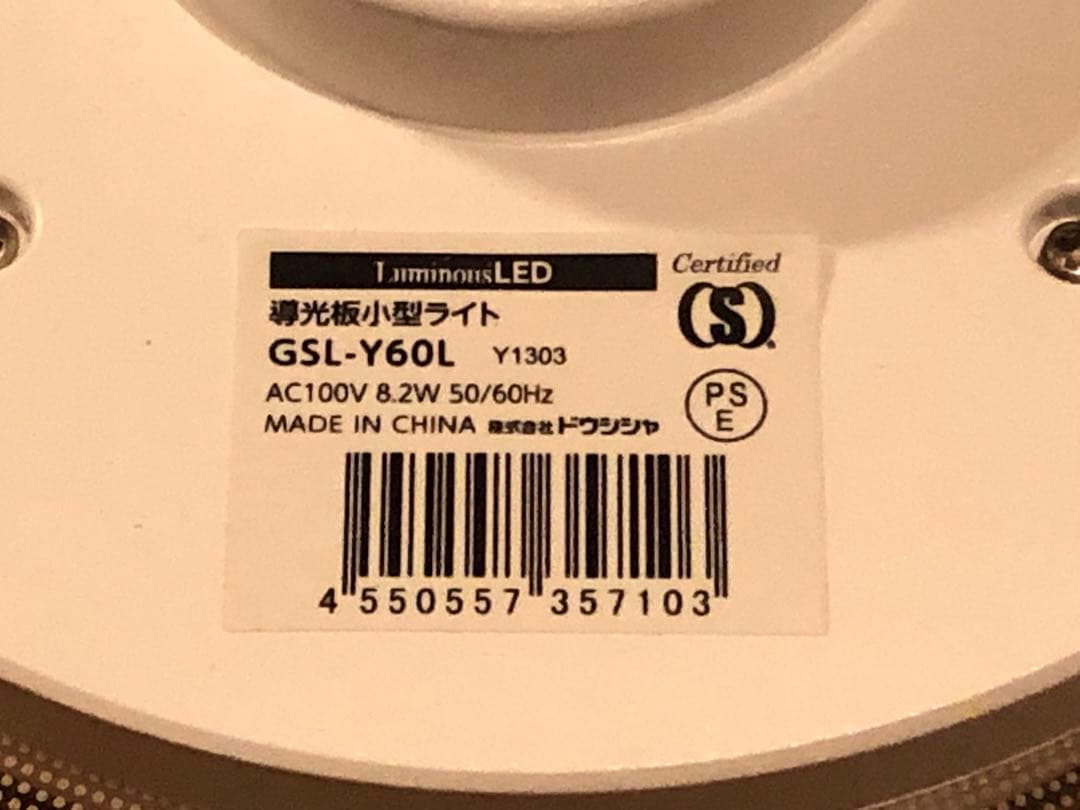 LuminousLED
Certified
S
導光板小型ライト
GSL-Y60L Y1303
AC100V 8.2W 50/60Hz
PS
E
MADE IN CHINA 株式会社ドウシシャ
4 550557 357103